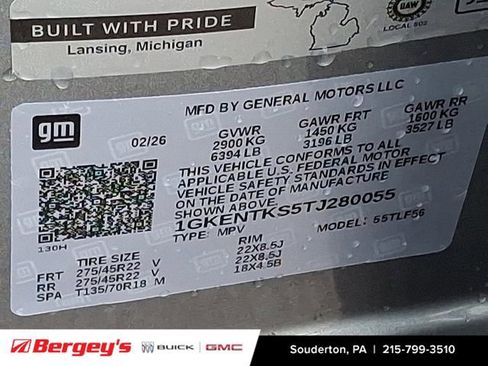 BUILT WITH PRIDE
Lansing, Michigan
UAW
LOCAL 602
gm
02/26
MFD BY GENERAL MOTORS LLC
GVWR GAWR FRT GAWR RR
2900 KG 1450 KG 1600 KG
6394 LB 3196 LB 3527 LB
THIS VEHICLE CONFORMS TO ALL
APPLICABLE U.S. FEDERAL MOTOR
VEHICLE SAFETY STANDARDS IN EFFECT
ON THE DATE OF MANUFACTURE
SHOWN ABOVE.
1GKENTKS5TJ280055
TYPE: MPV MODEL: 55TLF56
130H
TIRE SIZE RIM
FRT 275/45R22 V 22X8.5J
RR 275/45R22 V 22X8.5J
SPA T135/70R18 M 18X4.5B
Bergey's BUICK GMC Souderton, PA | 215-799-3510